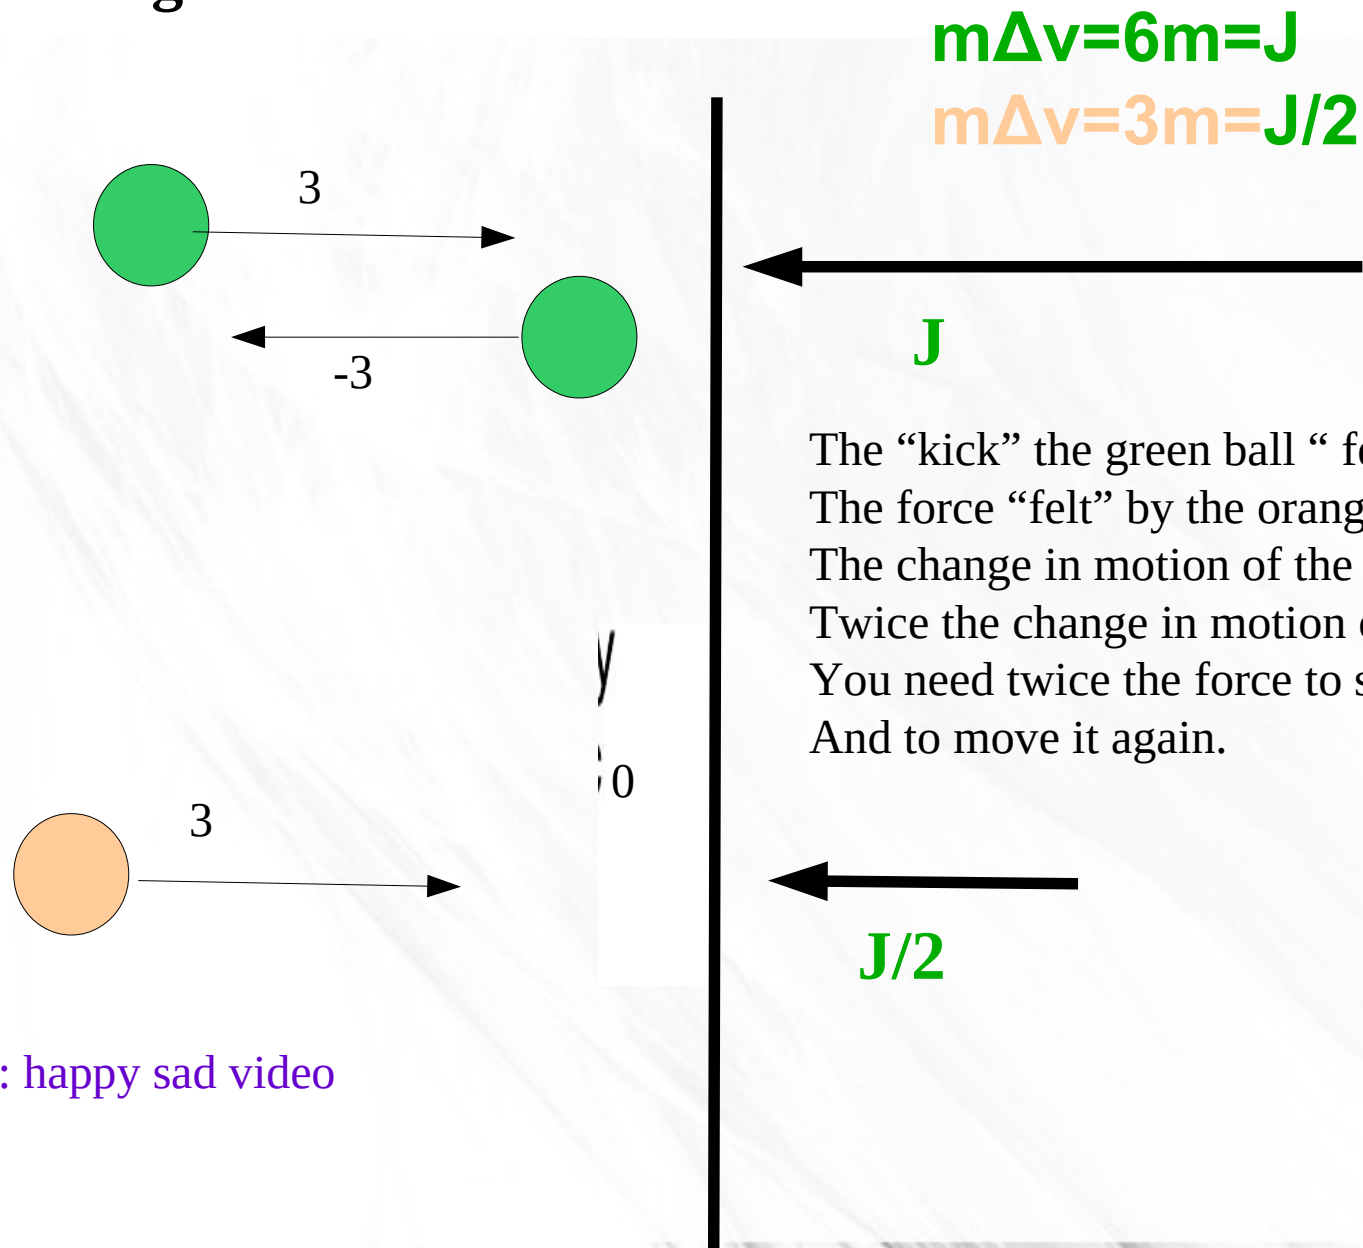 mΔv=6m=J
mΔv=3m=J/2
3
-3
J
The “kick” the green ball “
The force “felt” by the
The change in motion of the
Twice the change in motion
You need twice the force to
And to move it again.
0
3
J/2
: happy sad video